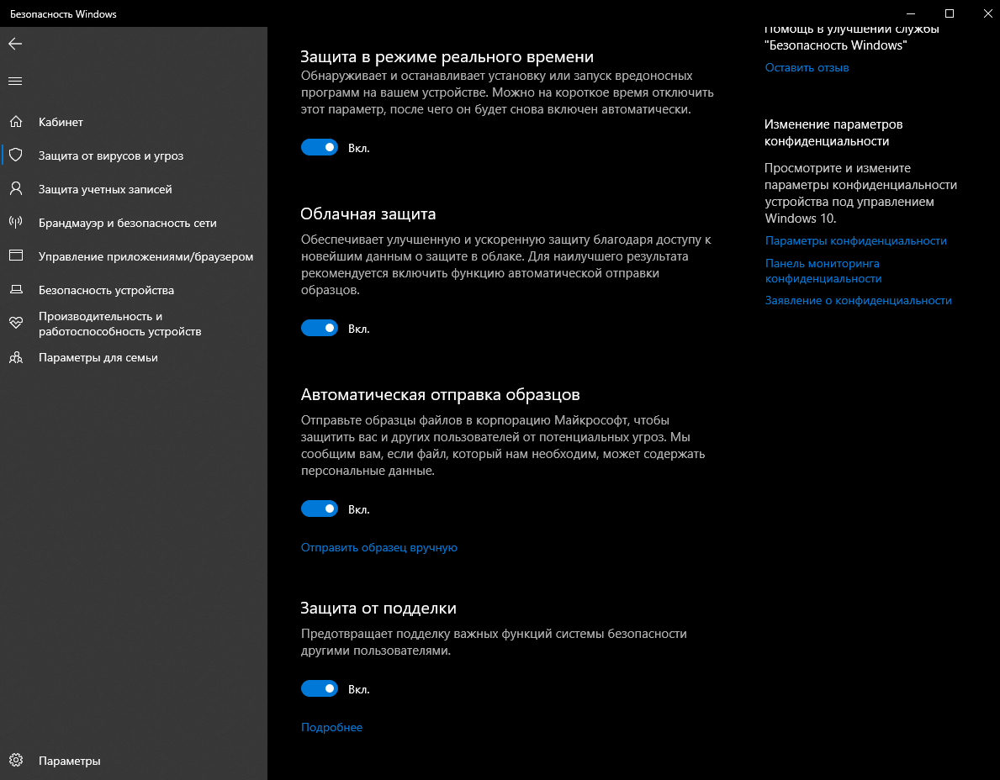 Безопасность Windows
Кабинет
Защита от вирусов и угроз
Защита учетных записей
Брандмауэр и безопасность сети
Управление приложениями/браузером
Безопасность устройства
Производительность и
работоспособность устройств
Параметры для семьи
Параметры
Защита в режиме реального времени
Обнаруживает и останавливает установку или запуск вредоносных
программ на вашем устройстве. Можно на короткое время отключить
этот параметр, после чего он будет снова включен автоматически.
Вкл.
Облачная защита
Обеспечивает улучшенную и ускоренную защиту благодаря доступу к
новейшим данным о защите в облаке. Для наилучшего результата
рекомендуется включить функцию автоматической отправки
образцов.
Вкл.
Автоматическая отправка образцов
Отправьте образцы файлов в корпорацию Майкрософт, чтобы
защитить вас и других пользователей от потенциальных угроз. Мы
сообщим вам, если файл, который нам необходим, может содержать
персональные данные.
Вкл.
Отправить образец вручную
Защита от подделки
Предотвращает подделку важных функций системы безопасности
другими пользователями.
Вкл.
Подробнее
Помощь в улучшении службы
"Безопасность Windows"
Оставить отзыв
Изменение параметров
конфиденциальности
Просмотрите и измените
параметры конфиденциальности
устройства под управлением
Windows 10.
Параметры конфиденциальности
Панель мониторинга
конфиденциальности
Заявление о конфиденциальности